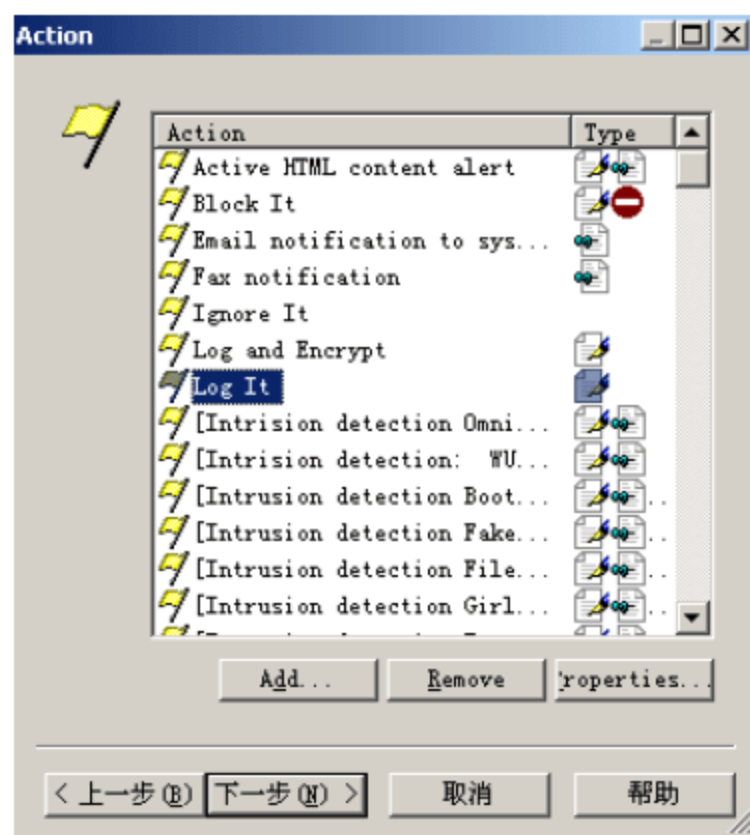 Action
Action Type
Active HTML content alert
Block It
Email notification to sys...
Fax notification
Ignore It
Log and Encrypt
Log It
[Intrision detection Omni...
[Intrision detection: WU...
[Intrusion detection Boot...
[Intrusion detection Fake...
[Intrusion detection File...
[Intrusion detection Girl...
Add... Remove roperties...
< 上一步(B) 下一步(N) > 取消 帮助